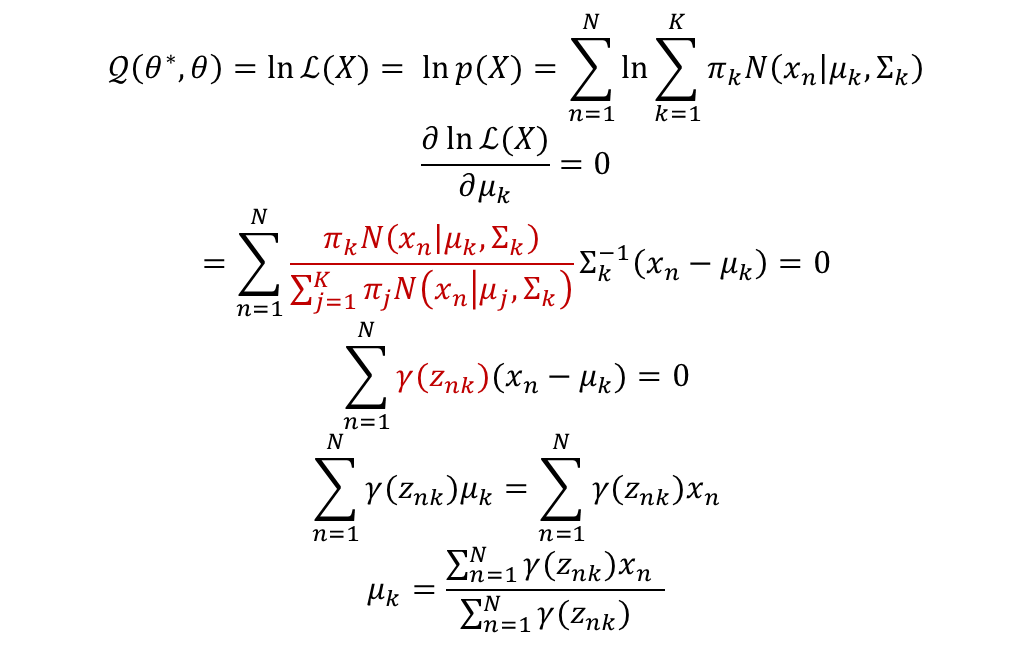 𝒬(θ*, θ) = ln ℒ(X) = ln p(X) = ∑_{n=1}^{N} ln ∑_{k=1}^{K} π_k N(x_n|μ_k, Σ_k)
∂ ln ℒ(X) / ∂μ_k = 0
= ∑_{n=1}^{N} π_k N(x_n|μ_k, Σ_k) / ∑_{j=1}^{K} π_j N(x_n|μ_j, Σ_k) Σ_k^{-1}(x_n − μ_k) = 0
∑_{n=1}^{N} γ(z_{nk})(x_n − μ_k) = 0
∑_{n=1}^{N} γ(z_{nk})μ_k = ∑_{n=1}^{N} γ(z_{nk})x_n
μ_k = ∑_{n=1}^{N} γ(z_{nk})x_n / ∑_{n=1}^{N} γ(z_{nk})